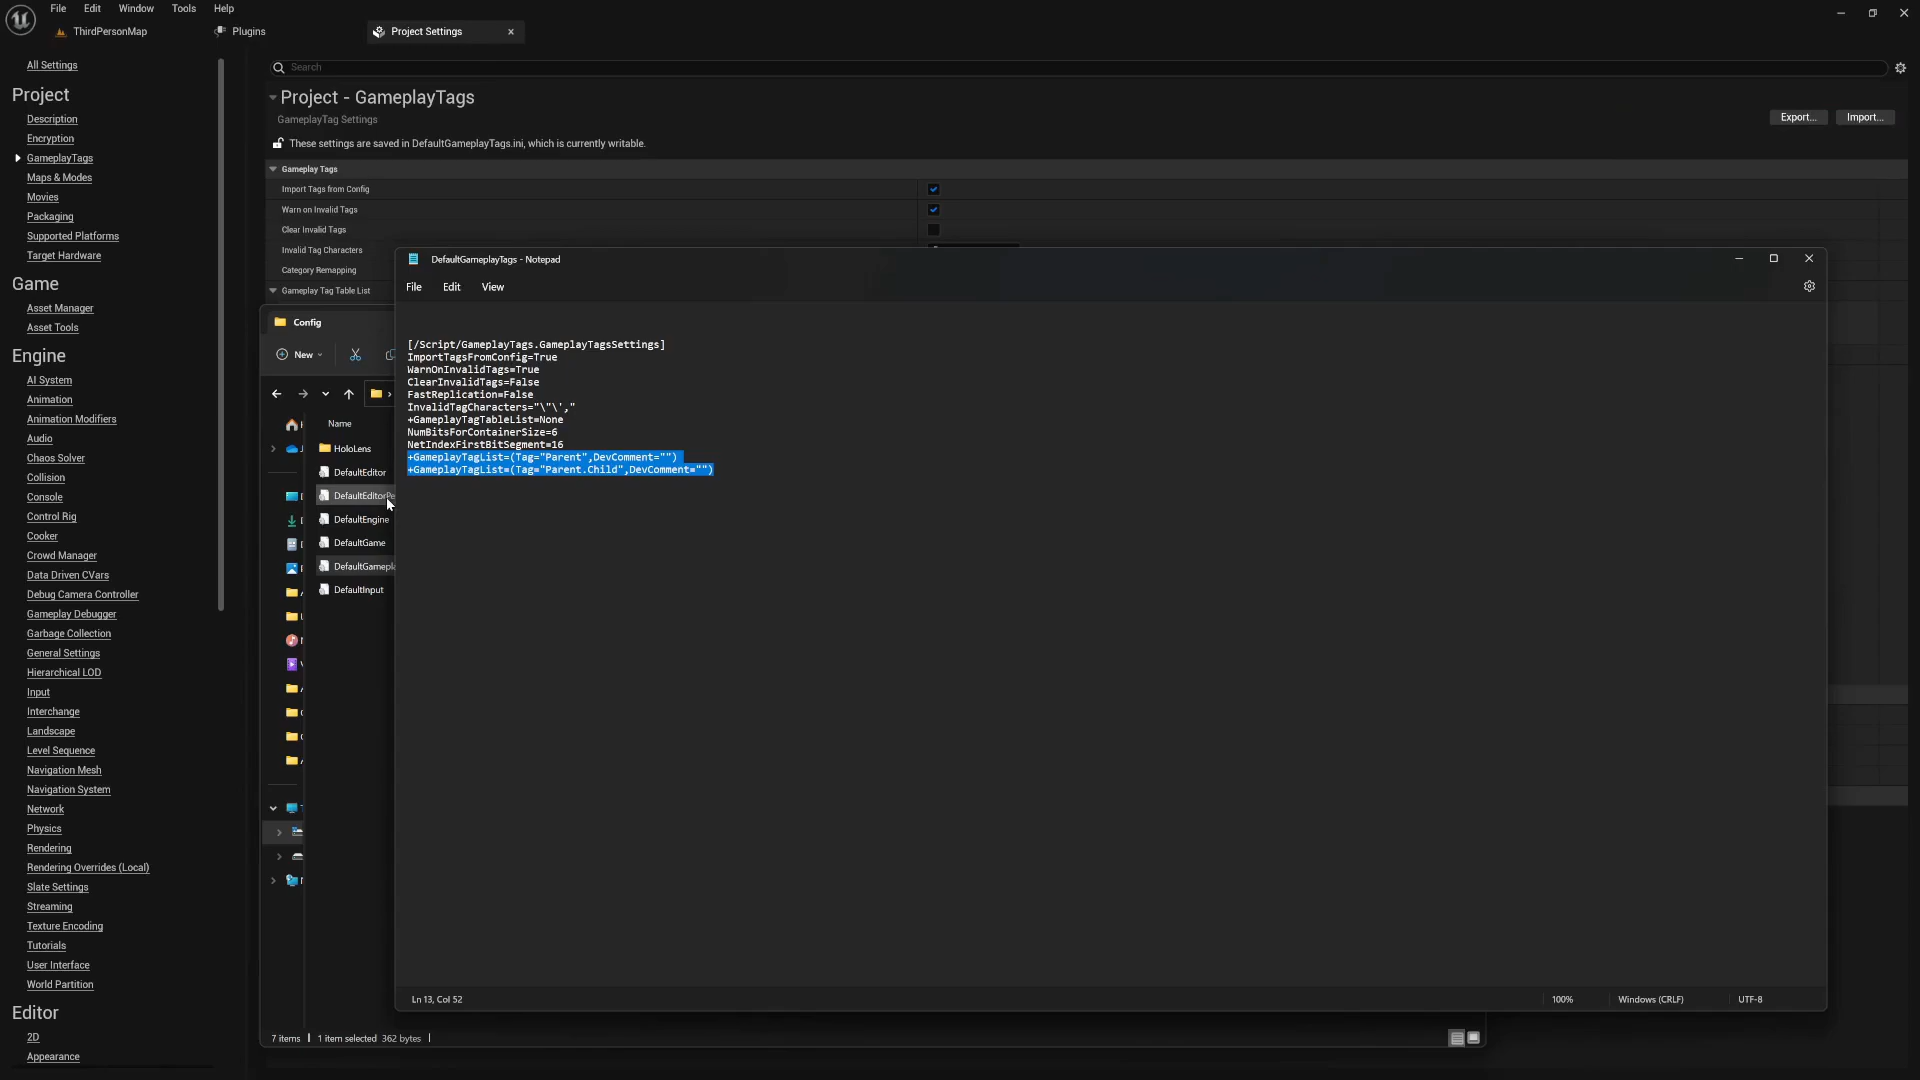 File Edit Window Tools Help
ThirdPersonMap Plugins Project Settings
All Settings
Project
Description
Encryption
GameplayTags
Maps & Modes
Movies
Packaging
Supported Platforms
Target Hardware
Game
Asset Manager
Asset Tools
Engine
AI System
Animation
Animation Modifiers
Audio
Chaos Solver
Collision
Console
Control Rig
Cooker
Crowd Manager
Data Driven CVars
Debug Camera Controller
Gameplay Debugger
Garbage Collection
General Settings
Hierarchical LOD
Input
Interchange
Landscape
Level Sequence
Navigation Mesh
Navigation System
Network
Physics
Rendering
Rendering Overrides (Local)
Slate Settings
Streaming
Texture Encoding
Tutorials
User Interface
World Partition
Editor
2D
Appearance
Search
Project - GameplayTags
GameplayTag Settings
Export... Import...
These settings are saved in DefaultGameplayTags.ini, which is currently writable.
Gameplay Tags
Import Tags from Config
Warn on Invalid Tags
Clear Invalid Tags
Invalid Tag Characters
Category Remapping
Gameplay Tag Table List
Config
New
Name
HoloLens
DefaultEditor
DefaultEditorPe
DefaultEngine
DefaultGame
DefaultGamepla
DefaultInput
7 items 1 item selected 362 bytes
DefaultGameplayTags - Notepad
File Edit View
[/Script/GameplayTags.GameplayTagsSettings]
ImportTagsFromConfig=True
WarnOnInvalidTags=True
ClearInvalidTags=False
FastReplication=False
InvalidTagCharacters="\"\',"
+GameplayTagTableList=None
NumBitsForContainerSize=6
NetIndexFirstBitSegment=16
+GameplayTagList=(Tag="Parent",DevComment="")
+GameplayTagList=(Tag="Parent.Child",DevComment="")
Ln 13, Col 52 100% Windows (CRLF) UTF-8